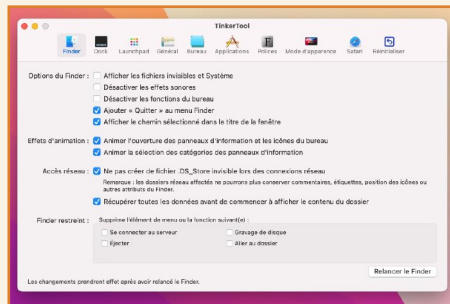 TinkerTool
Finder Dock Launchpad Général Bureau Applications Polices Mode d'apparence Safari Réinitialiser
Options du Finder : Afficher les fichiers invisibles et Système
Désactiver les effets sonores
Désactiver les fonctions du bureau
Ajouter « Quitter » au menu Finder
Afficher le chemin sélectionné dans le titre de la fenêtre
Effets d'animation : Animer l'ouverture des panneaux d'information et les icônes du bureau
Animer la sélection des catégories des panneaux d'information
Accès réseau : Ne pas créer de fichier .DS_Store invisible lors des connexions réseau
Remarque : les dossiers réseau affectés ne pourrons plus conserver commentaires, étiquettes, position des icônes ou
autres attributs du Finder.
Récupérer toutes les données avant de commencer à afficher le contenu du dossier
Finder restreint : Supprime l'élément de menu ou la fonction suivant(e) :
Se connecter au serveur Gravage de disque
Éjecter Aller au dossier
Relancer le Finder
Les changements prendront effet après avoir relancé le Finder.